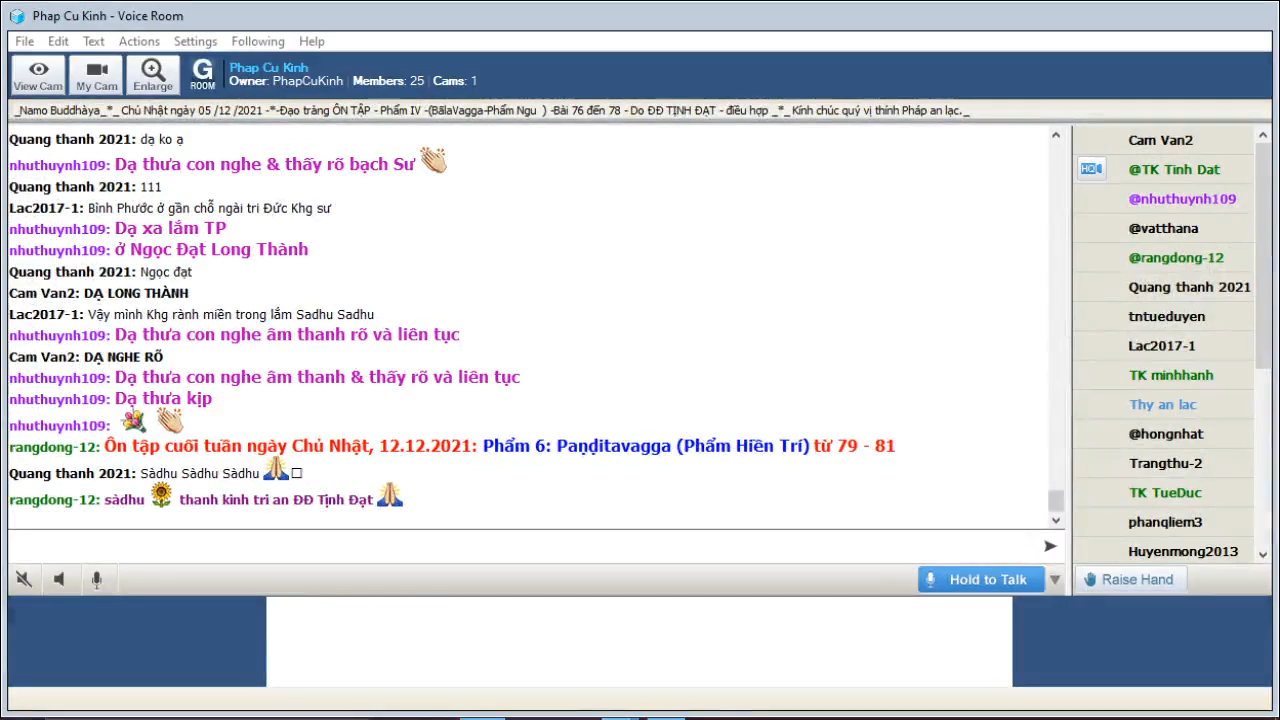 Phap Cu Kinh - Voice Room
File Edit Text Actions Settings Following Help
View Cam My Cam Enlarge G ROOM
Phap Cu Kinh
Owner: PhapCuKinh Members: 25 Cams: 1
_Namo Buddhàya_*_ Chủ Nhật ngày 05 /12 /2021 -*-Đạo tràng ÔN TẬP - Phẩm IV -(BãlaVagga-Phẩm Ngu ) -Bài 76 đến 78 - Do ĐĐ TỊNH ĐẠT - điều hợp _*_ Kính chúc quý vị thính Pháp an lạc._
Quang thanh 2021: dạ ko ạ
nhuthuynh109: Dạ thưa con nghe & thấy rõ bạch Sư
Quang thanh 2021: 111
Lac2017-1: Bình Phước ở gần chỗ ngài tri Đức Khg sư
nhuthuynh109: Dạ xa lắm TP
nhuthuynh109: ở Ngọc Đạt Long Thành
Quang thanh 2021: Ngọc đạt
Cam Van2: DẠ LONG THÀNH
Lac2017-1: Vậy mình Khg rành miền trong lắm Sadhu Sadhu
nhuthuynh109: Dạ thưa con nghe âm thanh rõ và liên tục
Cam Van2: DẠ NGHE RÕ
nhuthuynh109: Dạ thưa con nghe âm thanh & thấy rõ và liên tục
nhuthuynh109: Dạ thưa kịp
nhuthuynh109:
rangdong-12: Ôn tập cuối tuần ngày Chủ Nhật, 12.12.2021: Phẩm 6: Paṇḍitavagga (Phẩm Hiền Trí) từ 79 - 81
Quang thanh 2021: Sàdhu Sàdhu Sàdhu
rangdong-12: sàdhu thanh kinh tri an ĐĐ Tịnh Đạt
Hold to Talk
Cam Van2
@TK Tinh Dat
@nhuthuynh109
@vatthana
@rangdong-12
Quang thanh 2021
tntueduyen
Lac2017-1
TK minhhanh
Thy an lac
@hongnhat
Trangthu-2
TK TueDuc
phanqliem3
Huyenmong2013
Raise Hand